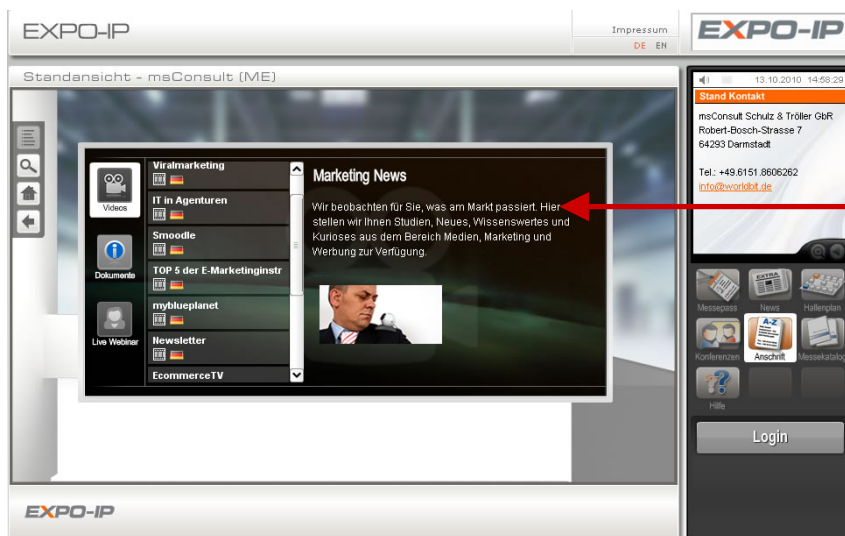 EXPO-IP
Impressum
DE EN
EXPO-IP
Standansicht - msConsult (ME)
13.10.2010 14:58:29
Stand Kontakt
msConsult Schulz & Tröller GbR
Robert-Bosch-Strasse 7
64293 Darmstadt
Tel.: +49.6151.8606262
info@worldbit.de
Videos
Dokumente
Live Webinar
Viralmarketing
IT in Agenturen
Smoodle
TOP 5 der E-Marketinginstr
myblueplanet
Newsletter
EcommerceTV
Marketing News
Wir beobachten für Sie, was am Markt passiert. Hier
stellen wir Ihnen Studien, Neues, Wissenswertes und
Kurioses aus dem Bereich Medien, Marketing und
Werbung zur Verfügung.
EXTRA
Messepass
News
Hallenplan
A-Z
Konferenzen
Anschrift
Messekatalog
Hilfe
Login
EXPO-IP